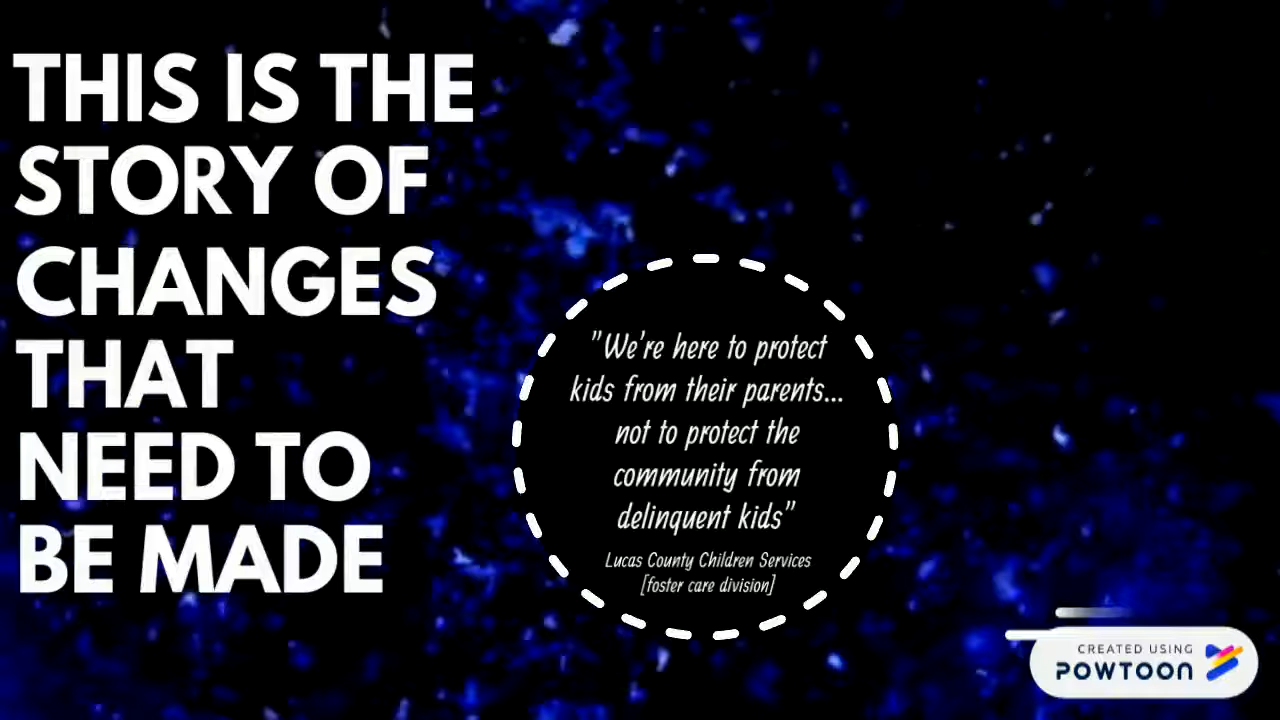 THIS IS THE
STORY OF
CHANGES
THAT
NEED TO
BE MADE
"We're here to protect
kids from their parents...
not to protect the
community from
delinquent kids"
Lucas County Children Services
[foster care division]
CREATED USING
POWTOON